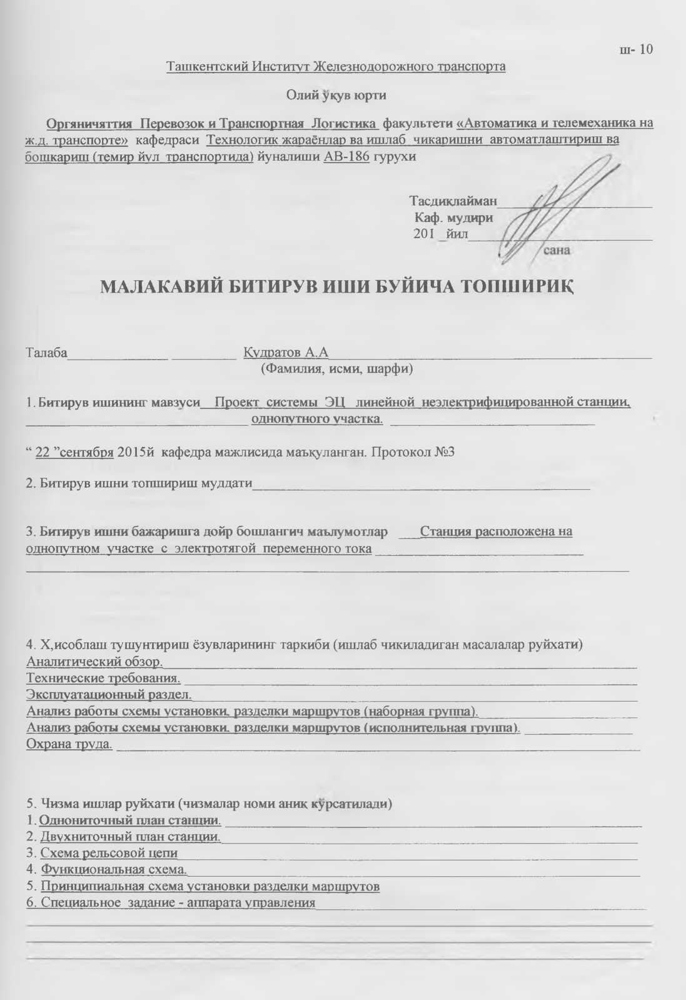 ш- 10
Ташкентский Институт Железнодорожного транспорта
Олий ўқув юрти
Оргяничяттия Перевозок и Транспортная Логистика факультети «Автоматика и телемеханика на
ж.д. транспорте» кафедраси Технологик жараёнлар ва ишлаб чикаришни автоматлаштириш ва
бошкариш (темир йул транспортида) йуналиши АВ-186 гурухи
Тасдиқлайман
Каф. мудири
201 _йил
сана
МАЛАКАВИЙ БИТИРУВ ИШИ БУЙИЧА ТОПШИРИҚ
Талаба Кудратов А.А
(Фамилия, исми, шарфи)
1. Битирув ишининг мавзуси Проект системы ЭЦ линейной неэлектрифицированной станции,
однопутного участка.
“ 22 ”сентября 2015й кафедра мажлисида маъқуланган. Протокол №3
2. Битирув ишни топшириш муддати
3. Битирув ишни бажаришга дойр бошлангич маълумотлар Станция расположена на
однопутном участке с электротягой переменного тока
4. Х,исоблаш тушунтириш ёзувларининг таркиби (ишлаб чикиладиган масалалар руйхати)
Аналитический обзор.
Технические требования.
Эксплуатационный раздел.
Анализ работы схемы установки, разделки маршрутов (наборная группа).
Анализ работы схемы установки, разделки маршрутов (исполнительная группа).
Охрана труда.
5. Чизма ишлар руйхати (чизмалар номи аниқ кўрсатилади)
1. Однониточный план станции.
2. Двухниточный план станции.
3. Схема рельсовой цепи
4. Функциональная схема.
5. Принципиальная схема установки разделки маршрутов
6. Специальное задание - аппарата управления